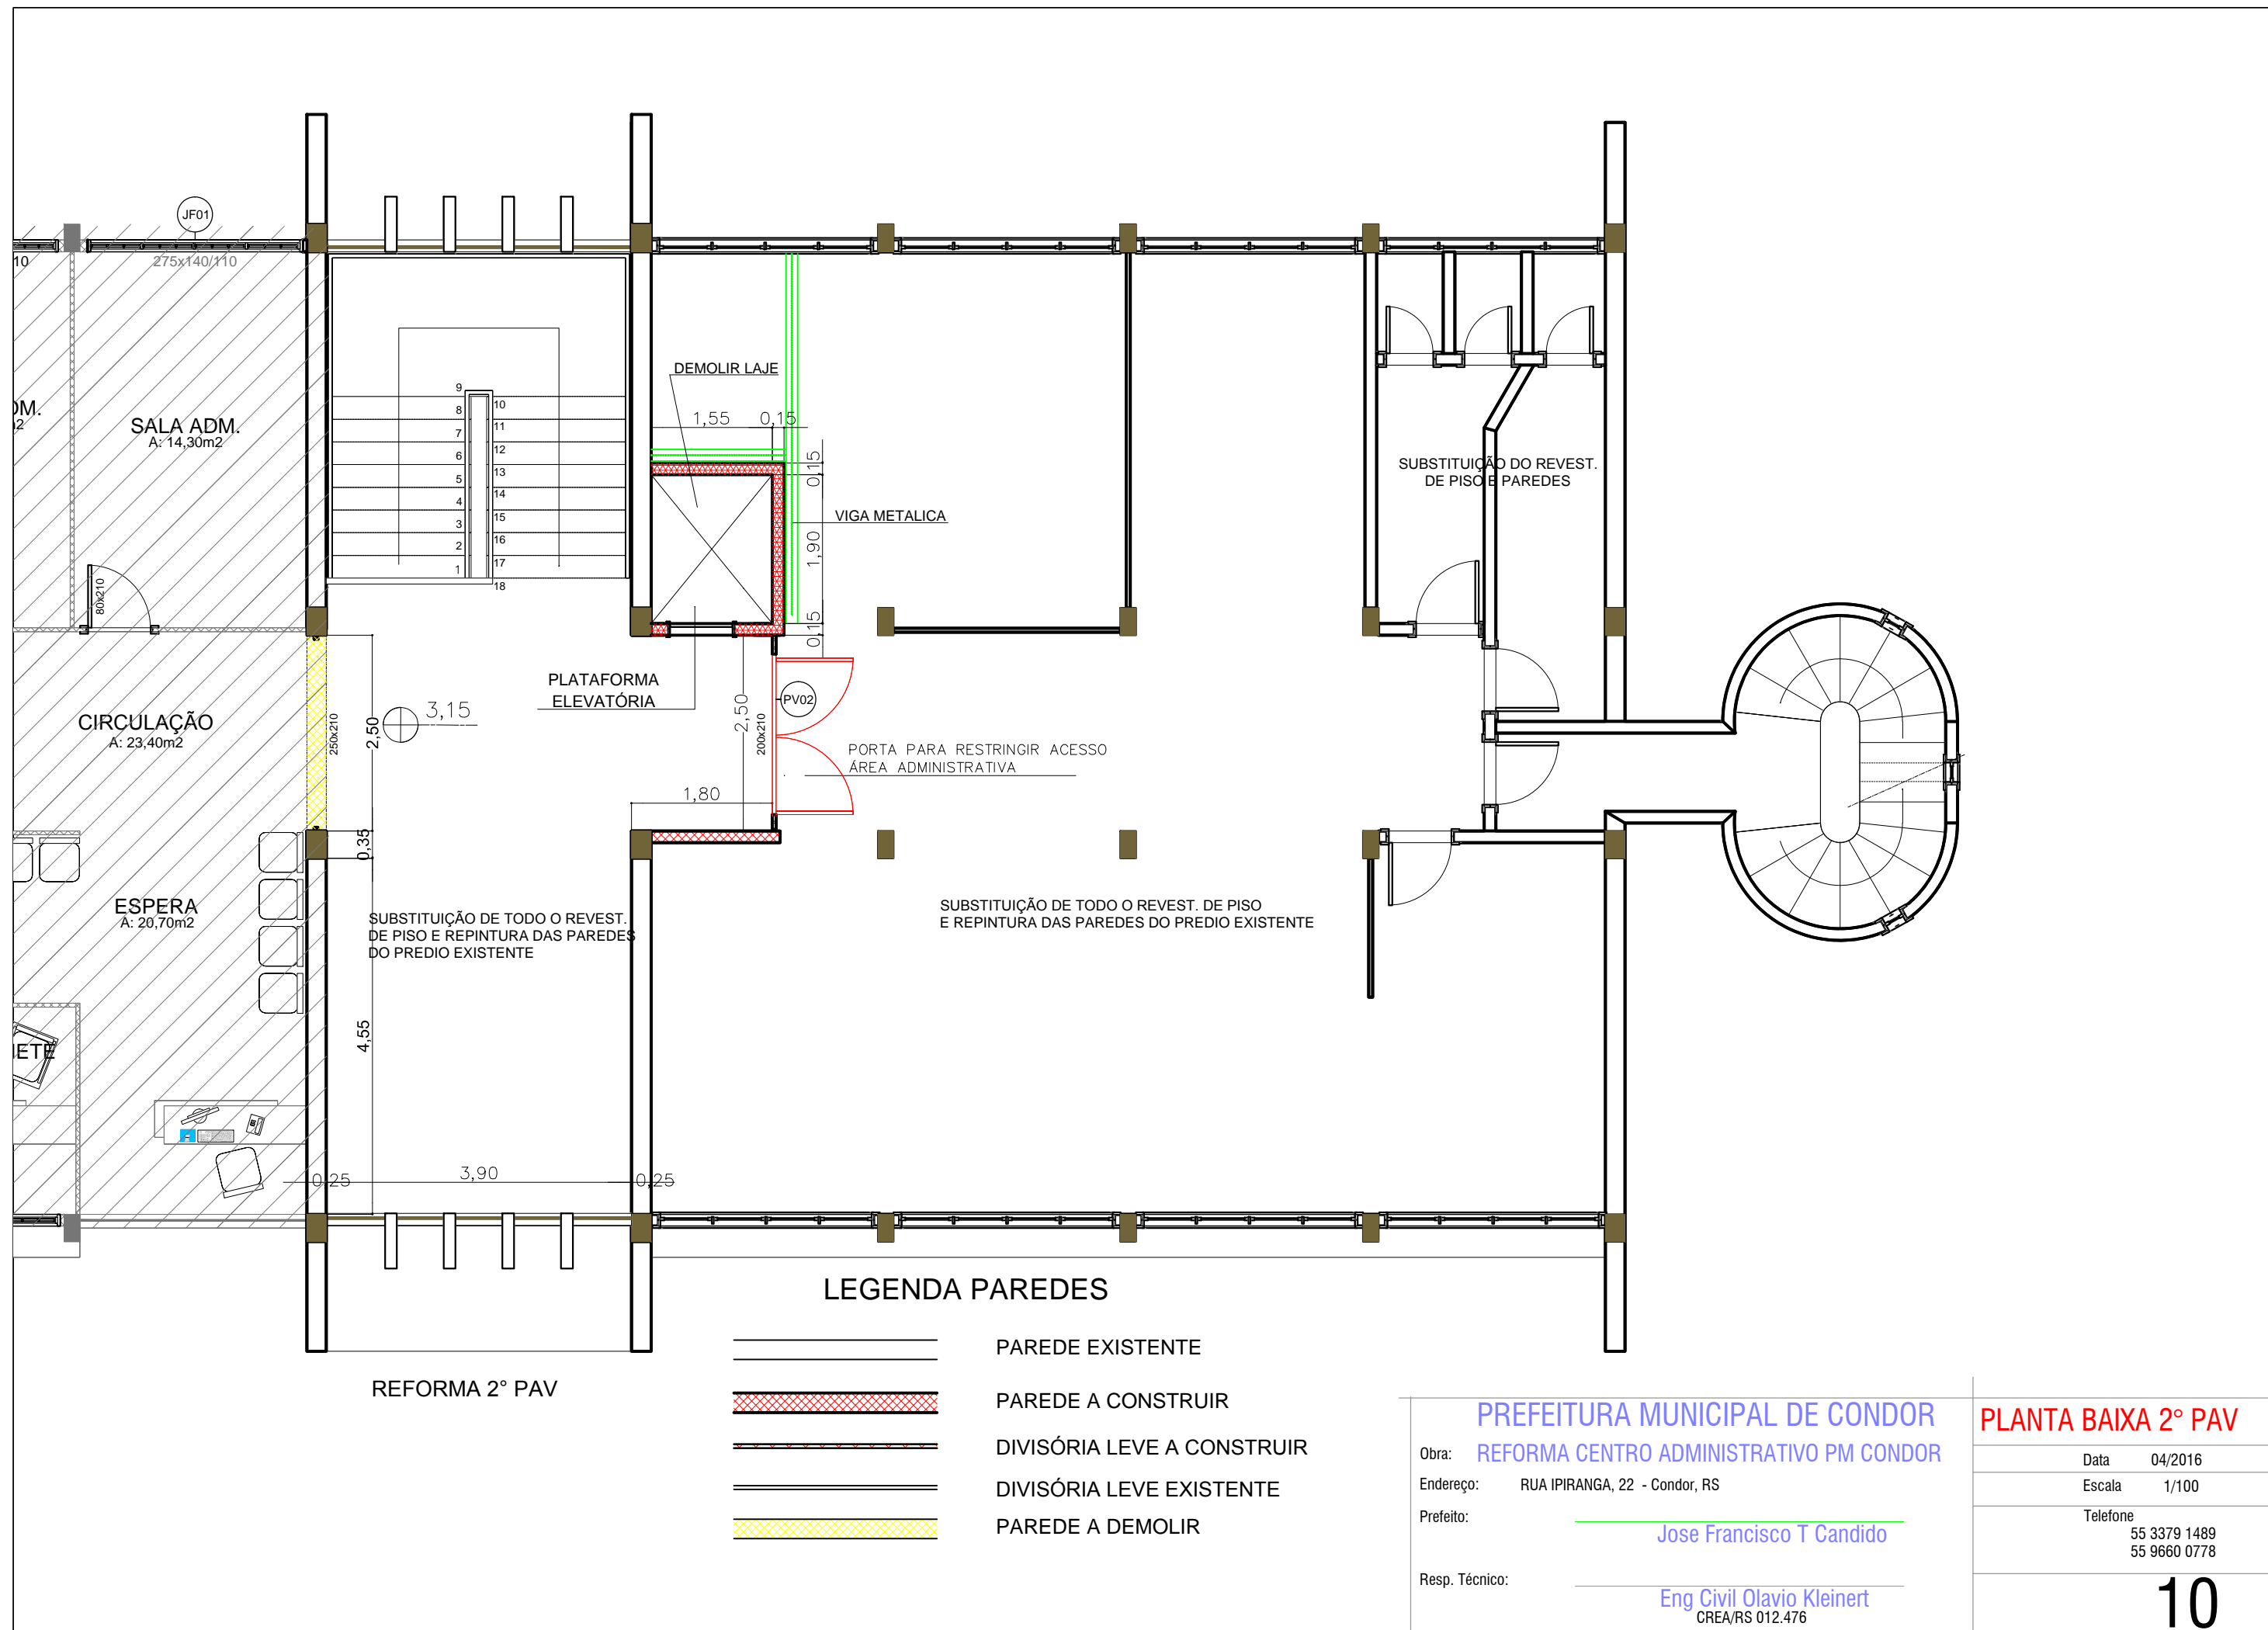 JF01
10
275x140/110
DEMOLIR LAJE
1,55
0,15
SALA ADM.
A: 14,30m2
9
8
7
6
5
4
3
2
1
10
11
12
13
14
15
16
17
18
0,15
VIGA METALICA
1,90
0,15
SUBSTITUIÇÃO DO REVEST.
DE PISO E PAREDES
80x210
PLATAFORMA
ELEVATÓRIA
CIRCULAÇÃO
A: 23,40m2
250x210
2,50
3,15
2,50
200x210
PV02
PORTA PARA RESTRINGIR ACESSO
ÁREA ADMINISTRATIVA
1,80
0,35
ESPERA
A: 20,70m2
SUBSTITUIÇÃO DE TODO O REVEST.
DE PISO E REPINTURA DAS PAREDES
DO PREDIO EXISTENTE
SUBSTITUIÇÃO DE TODO O REVEST. DE PISO
E REPINTURA DAS PAREDES DO PREDIO EXISTENTE
4,55
0,25
3,90
0,25
LEGENDA PAREDES
PAREDE EXISTENTE
PAREDE A CONSTRUIR
DIVISÓRIA LEVE A CONSTRUIR
DIVISÓRIA LEVE EXISTENTE
PAREDE A DEMOLIR
REFORMA 2° PAV
PREFEITURA MUNICIPAL DE CONDOR
Obra: REFORMA CENTRO ADMINISTRATIVO PM CONDOR
Endereço: RUA IPIRANGA, 22 - Condor, RS
Prefeito:
Jose Francisco T Candido
Resp. Técnico:
Eng Civil Olavio Kleinert
CREA/RS 012.476
PLANTA BAIXA 2° PAV
Data 04/2016
Escala 1/100
Telefone
55 3379 1489
55 9660 0778
10